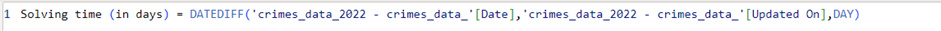 1 Solving time (in days) = DATEDIFF('crimes_data_2022 - crimes_data_'[Date],'crimes_data_2022 - crimes_data_'[Updated On],DAY)